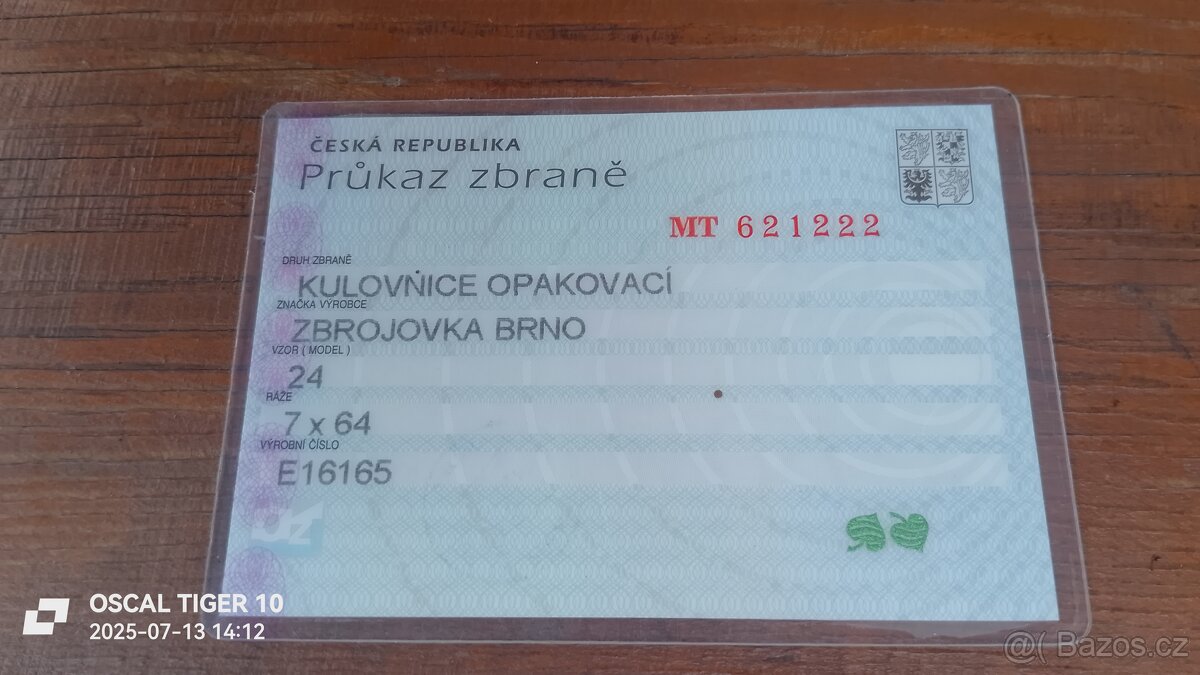 ČESKÁ REPUBLIKA
Průkaz zbraně
MT 621222
DRUH ZBRANĚ
KULOVNICE OPAKOVACÍ
ZNAČKA VÝROBCE
ZBROJOVKA BRNO
VZOR ( MODEL )
24
RÁŽE
7 x 64
VÝROBNÍ ČÍSLO
E16165
OSCAL TIGER 10
2025-07-13 14:12
@( Bazos.cz